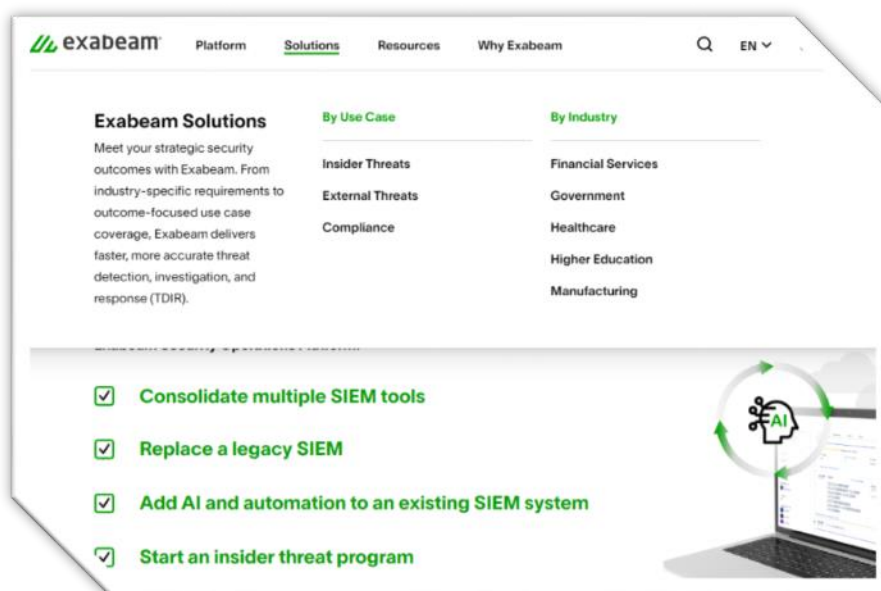 exabeam
Platform
Solutions
Resources
Why Exabeam
EN
Exabeam Solutions
Meet your strategic security
outcomes with Exabeam. From
industry-specific requirements to
outcome-focused use case
coverage, Exabeam delivers
faster, more accurate threat
detection, investigation, and
response (TDIR).
By Use Case
Insider Threats
External Threats
Compliance
By Industry
Financial Services
Government
Healthcare
Higher Education
Manufacturing
Consolidate multiple SIEM tools
Replace a legacy SIEM
Add AI and automation to an existing SIEM system
Start an insider threat program
AI